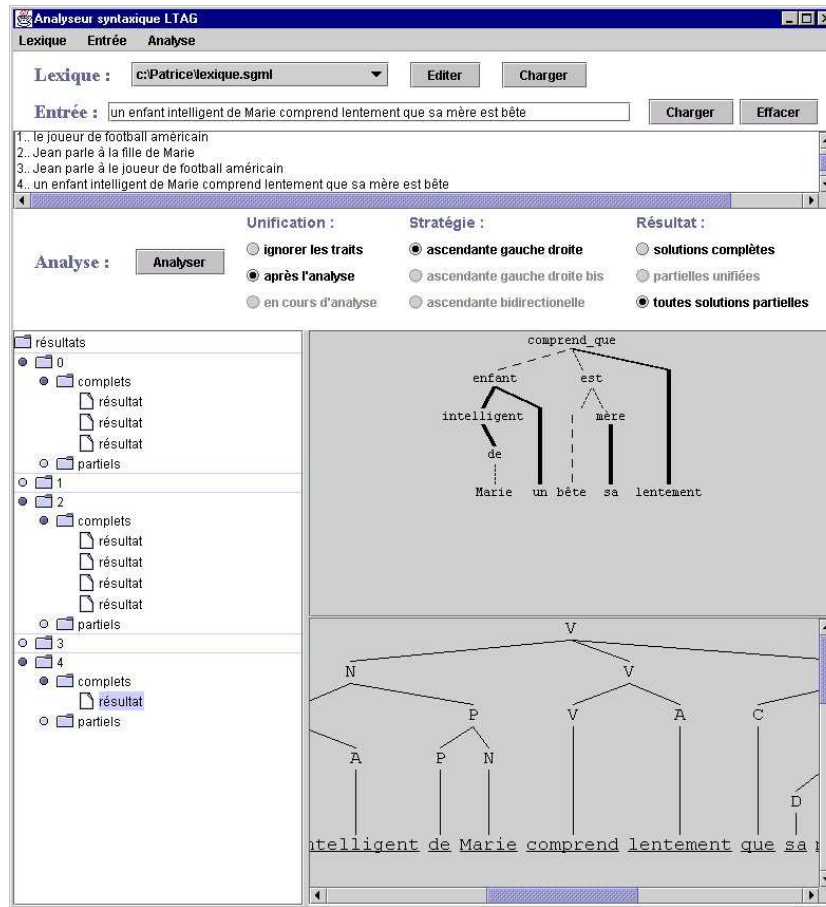 Analyseur syntaxique LTAG
Lexique Entrée Analyse
Lexique : c:\Patrice\lexique.sgml Editer Charger
Entrée : un enfant intelligent de Marie comprend lentement que sa mère est bête Charger Effacer
1.. le joueur de football américain
2.. Jean parle à la fille de Marie
3.. Jean parle à le joueur de football américain
4.. un enfant intelligent de Marie comprend lentement que sa mère est bête
Unification : Stratégie : Résultat :
Analyse : Analyser
ignorer les traits ascendante gauche droite solutions complètes
après l'analyse ascendante gauche droite bis partielles unifiées
en cours d'analyse ascendante bidirectionelle toutes solutions partielles
résultats
0
complets
résultat
résultat
résultat
partiels
1
2
complets
résultat
résultat
résultat
résultat
partiels
3
4
complets
résultat
partiels
comprend_que
enfant est
intelligent mère
de
Marie un bête sa lentement
V
N V
P V A C
A P N
D
ntelligent de Marie comprend lentement que sa